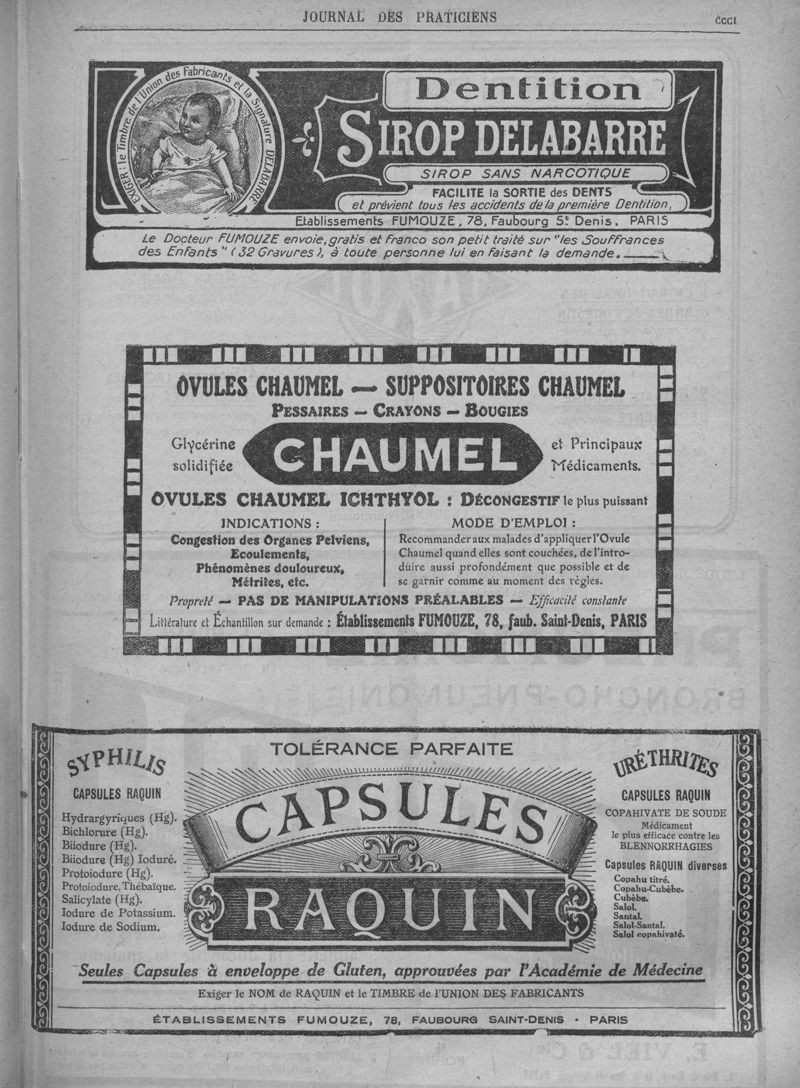 JOURNAL DES PRATICIENS
CCCI
EXIGER: le Timbre de l'Union des Fabricants et la Signature DELABARRE
Dentition
SIROP DELABARRE
SIROP SANS NARCOTIQUE
FACILITE la SORTIE des DENTS
et prévient tous les accidents de la première Dentition,
Etablissements FUMOUZE, 78, Faubourg St Denis, PARIS
Le Docteur FUMOUZE envoie, gratis et franco son petit traité sur "les Souffrances
des Enfants" (32 Gravures), à toute personne lui en faisant la demande.
OVULES CHAUMEL — SUPPOSITOIRES CHAUMEL
PESSAIRES — CRAYONS — BOUGIES
Glycérine
solidifiée
CHAUMEL
et Principaux
Médicaments.
OVULES CHAUMEL ICHTHYOL : DÉCONGESTIF le plus puissant
INDICATIONS :
Congestion des Organes Pelviens,
Ecoulements,
Phénomènes douloureux,
Métrites, etc.
MODE D'EMPLOI :
Recommander aux malades d'appliquer l'Ovule
Chaumel quand elles sont couchées, de l'intro-
duire aussi profondément que possible et de
se garnir comme au moment des règles.
Propreté — PAS DE MANIPULATIONS PRÉALABLES — Efficacité constante
Littérature et Échantillon sur demande : Établissements FUMOUZE, 78, faub. Saint-Denis, PARIS
SYPHILIS
CAPSULES RAQUIN
Hydrargyriques (Hg).
Bichlorure (Hg).
Biiodure (Hg).
Biiodure (Hg) Ioduré.
Protoiodure (Hg).
Protoiodure, Thébaïque.
Salicylate (Hg).
Iodure de Potassium.
Iodure de Sodium.
TOLÉRANCE PARFAITE
CAPSULES
RAQUIN
URÉTHRITES
CAPSULES RAQUIN
COPAHIVATE DE SOUDE
Médicament
le plus efficace contre les
BLENNORRHAGIES
Capsules RAQUIN diverses
Copahu titré.
Copahu-Cubèbe.
Cubèbe.
Salol.
Santal.
Salol-Santal.
Salol copahivaté.
Seules Capsules à enveloppe de Gluten, approuvées par l'Académie de Médecine
Exiger le NOM de RAQUIN et le TIMBRE de l'UNION DES FABRICANTS
ÉTABLISSEMENTS FUMOUZE, 78, FAUBOURG SAINT-DENIS - PARIS